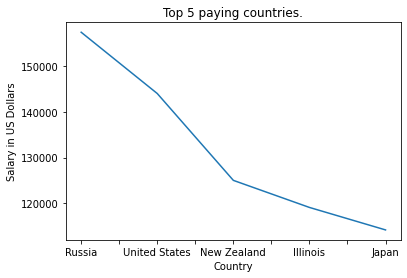 Top 5 paying countries.
Salary in US Dollars
150000
140000
130000
120000
Russia United States New Zealand Illinois Japan
Country